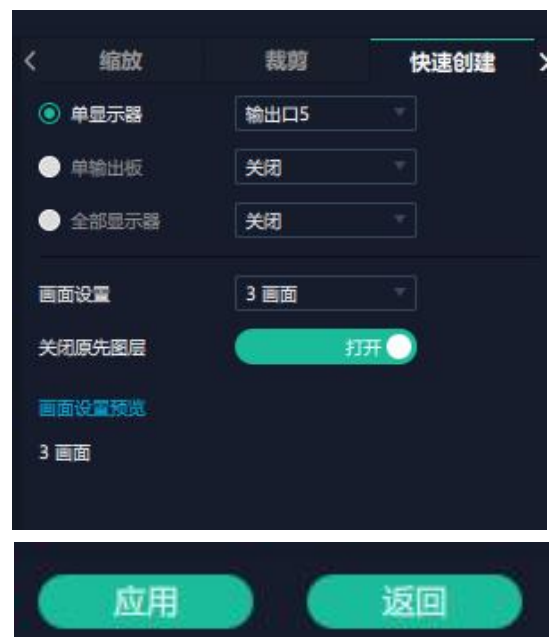 缩放 裁剪 快速创建
单显示器 输出口5
单输出板 关闭
全部显示器 关闭
画面设置 3 画面
关闭原先图层 打开
画面设置预览
3 画面
应用 返回